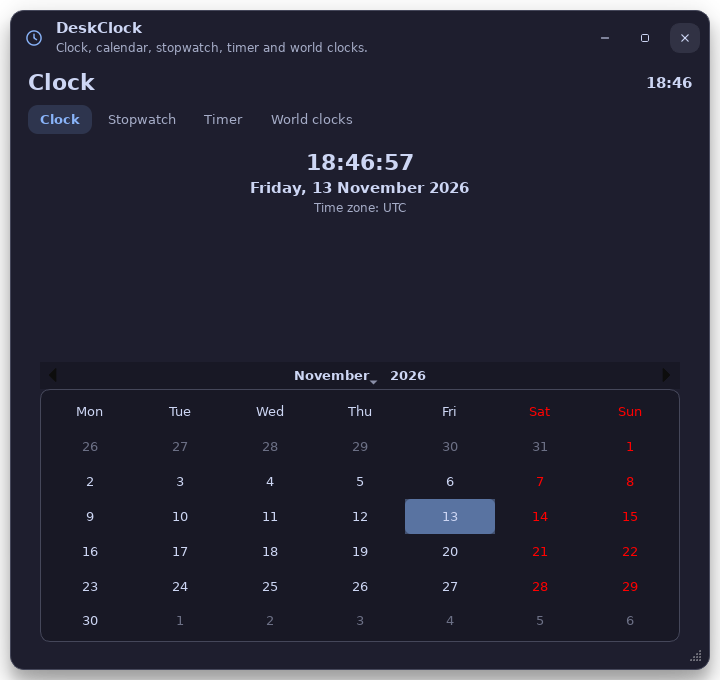 DeskClock
Clock, calendar, stopwatch, timer and world clocks.
Clock 18:46
Clock Stopwatch Timer World clocks
18:46:57
Friday, 13 November 2026
Time zone: UTC
November 2026
Mon Tue Wed Thu Fri Sat Sun
26 27 28 29 30 31 1
2 3 4 5 6 7 8
9 10 11 12 13 14 15
16 17 18 19 20 21 22
23 24 25 26 27 28 29
30 1 2 3 4 5 6